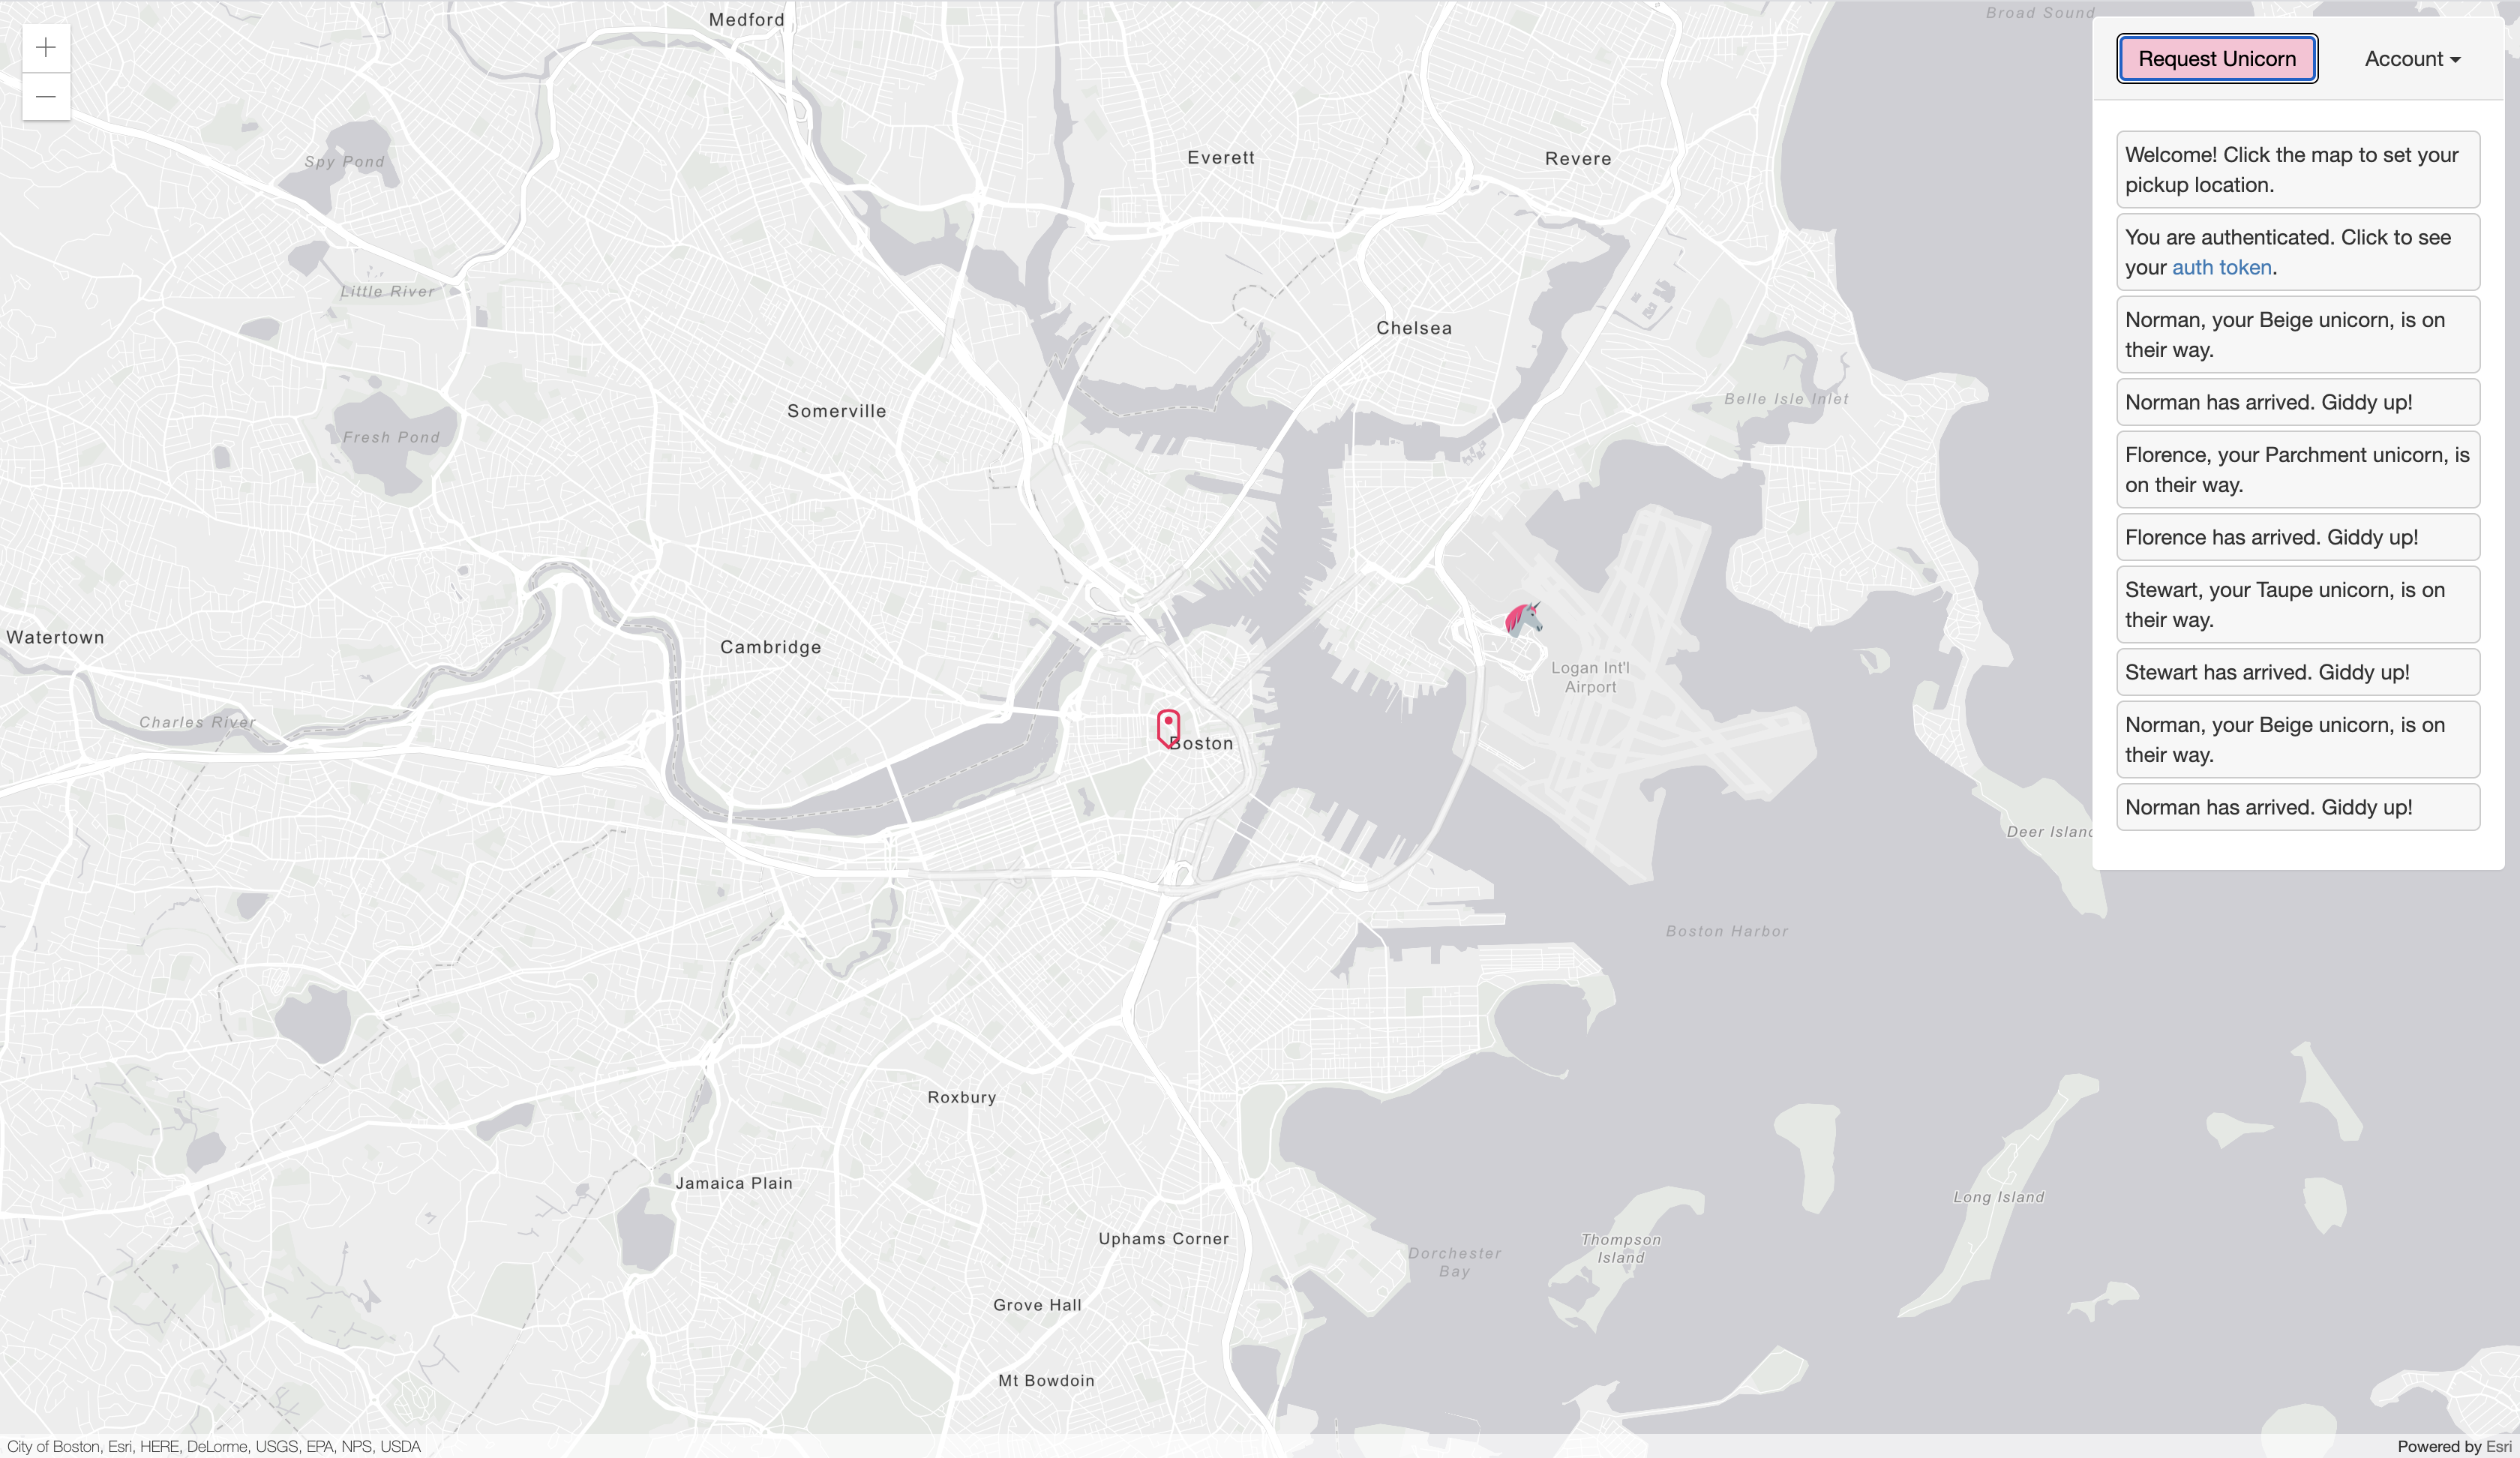 Medford
Broad Sound
Request Unicorn
Account
Welcome! Click the map to set your
pickup location.
You are authenticated. Click to see
your auth token.
Norman, your Beige unicorn, is on
their way.
Norman has arrived. Giddy up!
Florence, your Parchment unicorn, is
on their way.
Florence has arrived. Giddy up!
Stewart, your Taupe unicorn, is on
their way.
Stewart has arrived. Giddy up!
Norman, your Beige unicorn, is on
their way.
Norman has arrived. Giddy up!
Spy Pond
Everett
Revere
Little River
Chelsea
Belle Isle Inlet
Somerville
Fresh Pond
Watertown
Cambridge
Logan Int'l
Airport
Charles River
Boston
Deer Island
Boston Harbor
Roxbury
Jamaica Plain
Long Island
Uphams Corner
Thompson
Island
Dorchester
Bay
Grove Hall
Mt Bowdoin
City of Boston, Esri, HERE, DeLorme, USGS, EPA, NPS, USDA
Powered by Esri